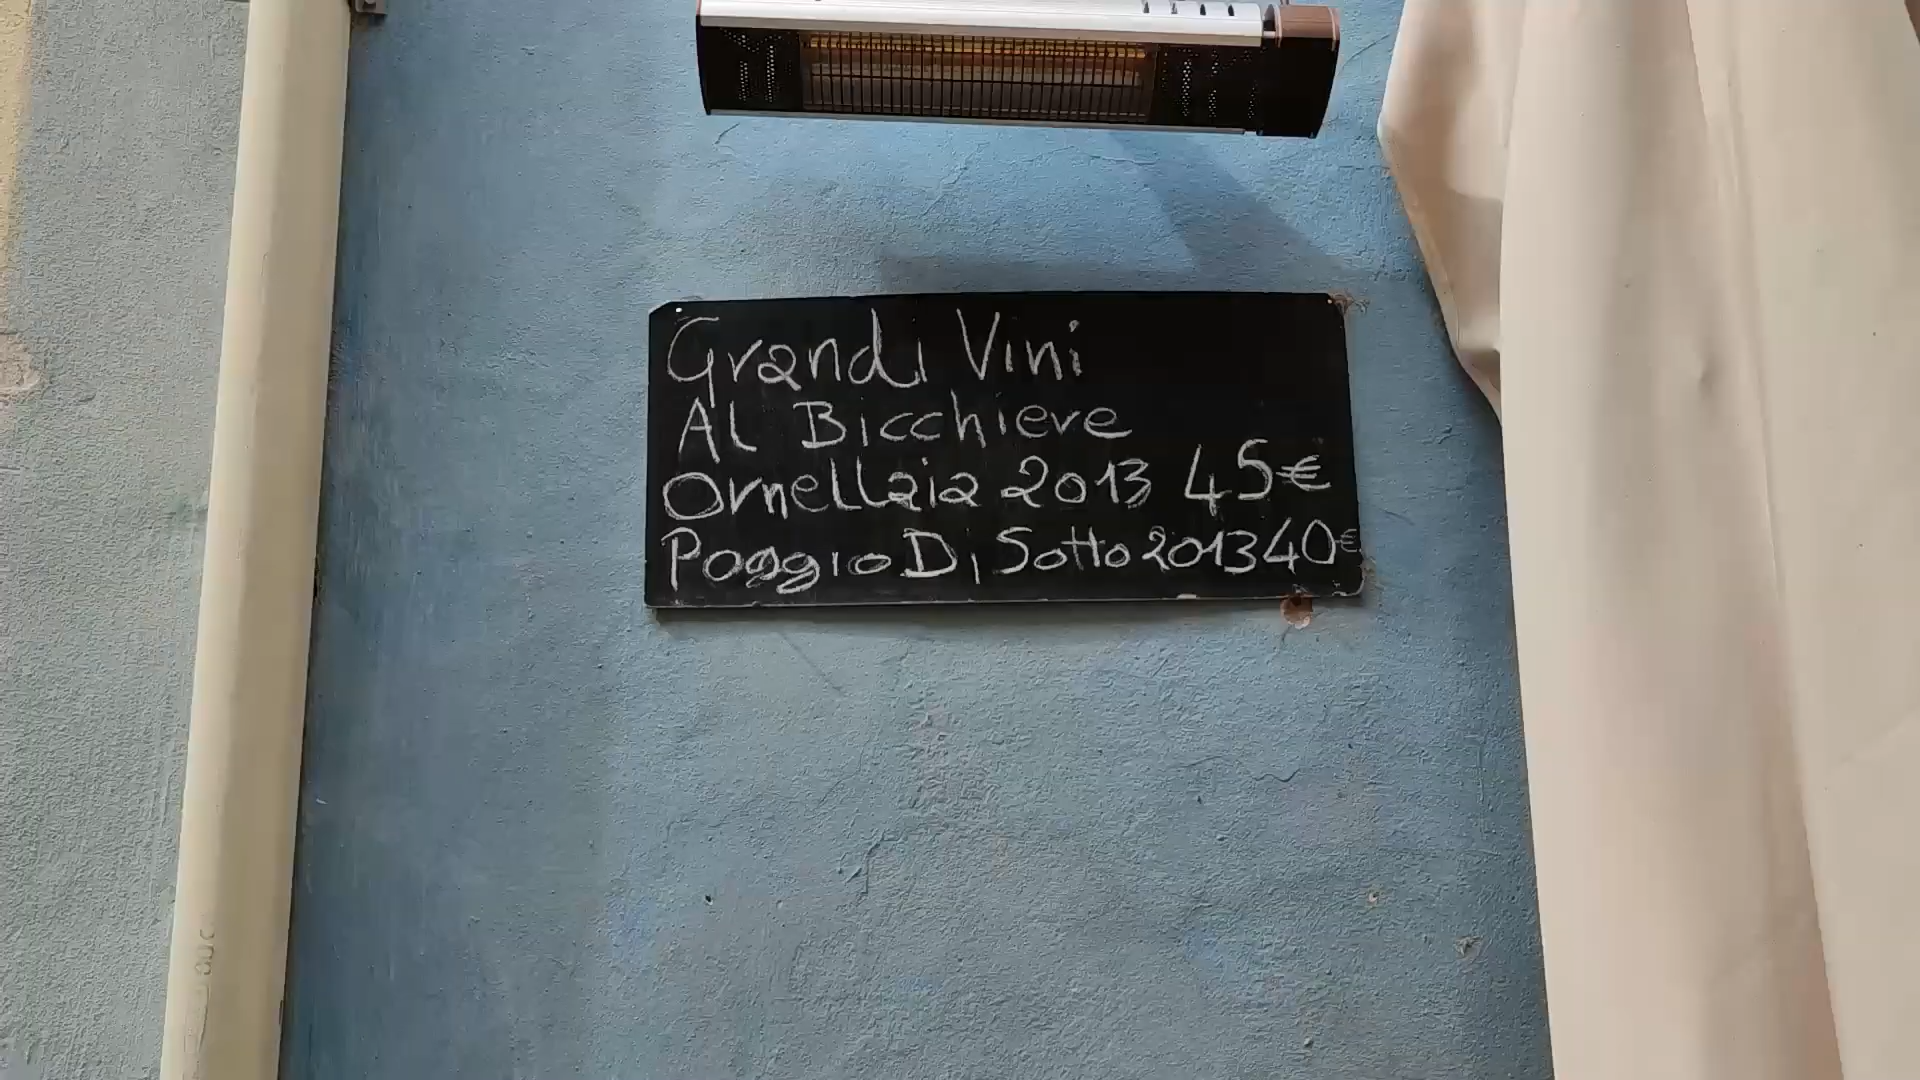 Grandi Vini
Al Bicchiere
Ornellaia 2013 45€
Poggio Di Sotto 2013 40€